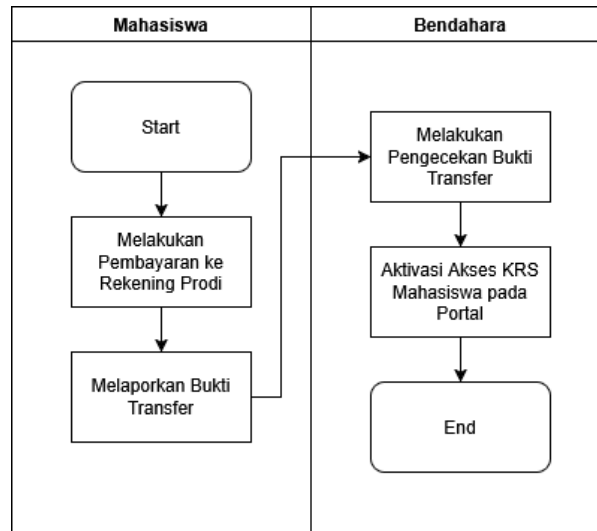 Mahasiswa
Bendahara
Start
Melakukan
Pembayaran ke
Rekening Prodi
Melaporkan Bukti
Transfer
Melakukan
Pengecekan Bukti
Transfer
Aktivasi Akses KRS
Mahasiswa pada
Portal
End